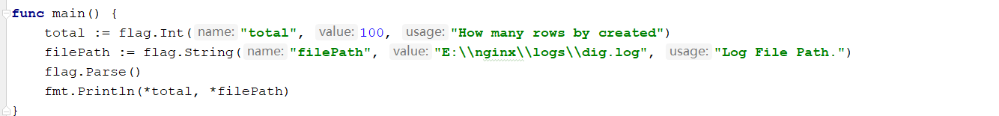 func main() {
    total := flag.Int( name: "total", value: 100, usage: "How many rows by created")
    filePath := flag.String( name: "filePath", value: "E:\\nginx\\logs\\dig.log", usage: "Log File Path.")
    flag.Parse()
    fmt.Println(*total, *filePath)
}